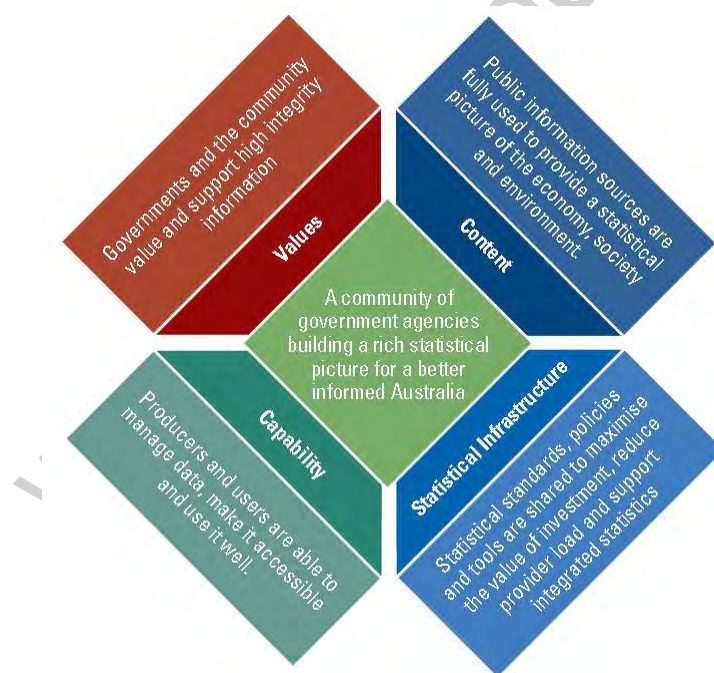 Governments and the community
value and support high integrity
information
Values
Public information sources are
fully used to provide a statistical
picture of the economy, society
and environment.
Content
A community of
government agencies
building a rich statistical
picture for a better
informed Australia
Capability
Producers and users are able to
manage data, make it accessible
and use it well.
Statistical Infrastructure
Statistical standards, policies
and tools are shared to maximise
the value of investment, reduce
provider load and support
integrated statistics